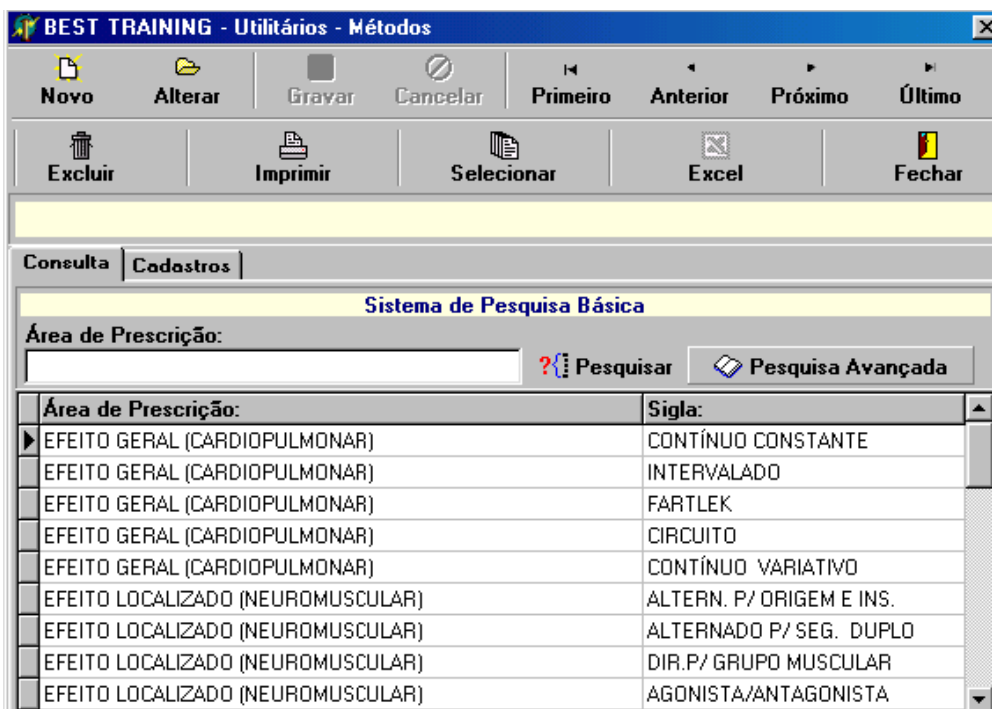 BEST TRAINING - Utilitários - Métodos
Novo Alterar Gravar Cancelar Primeiro Anterior Próximo Último
Excluir Imprimir Selecionar Excel Fechar
Consulta Cadastros
Sistema de Pesquisa Básica
Área de Prescrição:
Pesquisar Pesquisa Avançada
Área de Prescrição: Sigla:
EFEITO GERAL (CARDIOPULMONAR) CONTÍNUO CONSTANTE
EFEITO GERAL (CARDIOPULMONAR) INTERVALADO
EFEITO GERAL (CARDIOPULMONAR) FARTLEK
EFEITO GERAL (CARDIOPULMONAR) CIRCUITO
EFEITO GERAL (CARDIOPULMONAR) CONTÍNUO VARIATIVO
EFEITO LOCALIZADO (NEUROMUSCULAR) ALTERN. P/ ORIGEM E INS.
EFEITO LOCALIZADO (NEUROMUSCULAR) ALTERNADO P/ SEG. DUPLO
EFEITO LOCALIZADO (NEUROMUSCULAR) DIR.P/ GRUPO MUSCULAR
EFEITO LOCALIZADO (NEUROMUSCULAR) AGONISTA/ANTAGONISTA